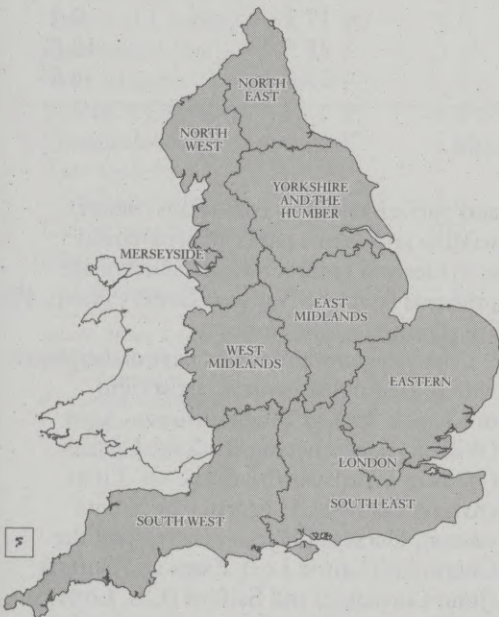 NORTH
EAST
NORTH
WEST
YORKSHIRE
AND THE
HUMBER
MERSEYSIDE
EAST
MIDLANDS
WEST
MIDLANDS
EASTERN
LONDON
SOUTH EAST
SOUTH WEST